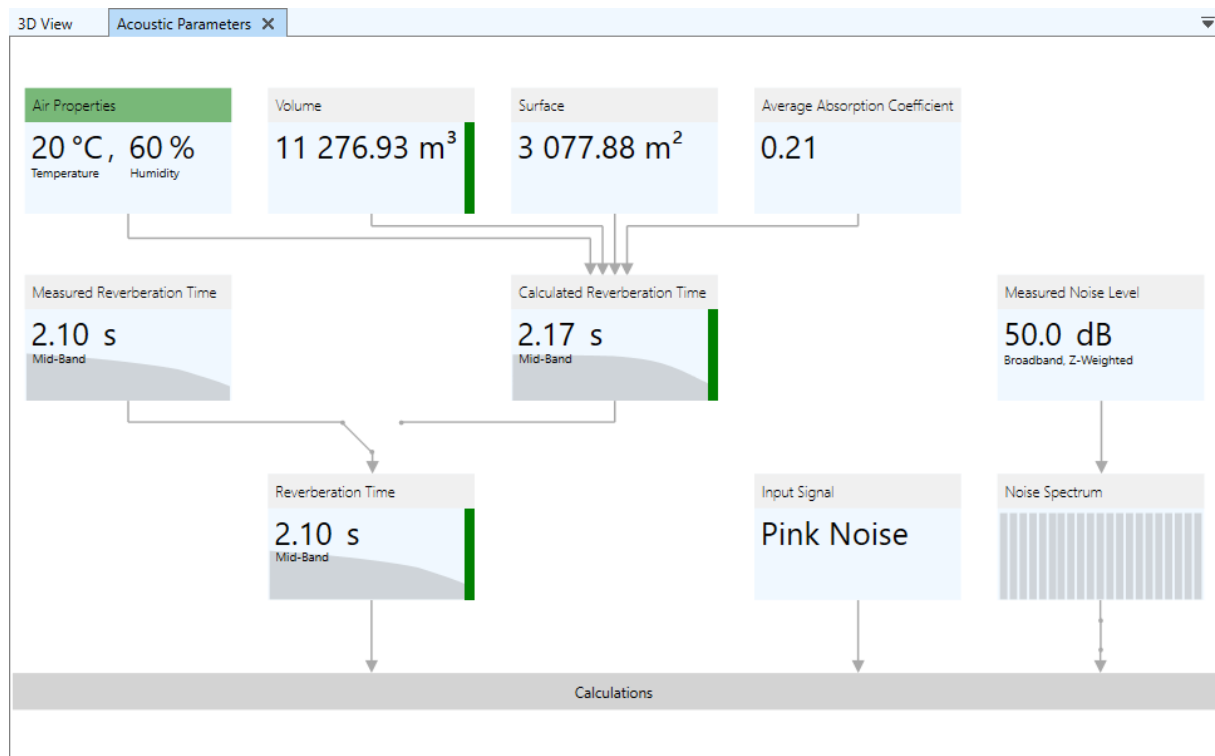 3D View
Acoustic Parameters
Air Properties
20 °C, 60 %
Temperature Humidity
Volume
11 276.93 m³
Surface
3 077.88 m²
Average Absorption Coefficient
0.21
Measured Reverberation Time
2.10 s
Mid-Band
Calculated Reverberation Time
2.17 s
Mid-Band
Measured Noise Level
50.0 dB
Broadband, Z-Weighted
Reverberation Time
2.10 s
Mid-Band
Input Signal
Pink Noise
Noise Spectrum
Calculations